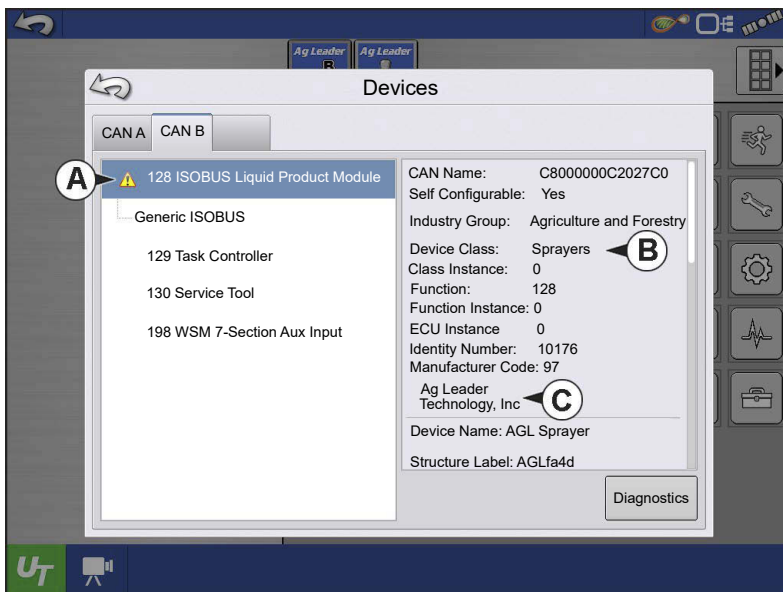 Ag Leader Ag Leader
B
Devices
CAN A CAN B
A
128 ISOBUS Liquid Product Module
Generic ISOBUS
129 Task Controller
130 Service Tool
198 WSM 7-Section Aux Input
CAN Name: C8000000C2027C0
Self Configurable: Yes
Industry Group: Agriculture and Forestry
Device Class: Sprayers
B
Class Instance: 0
Function: 128
Function Instance: 0
ECU Instance 0
Identity Number: 10176
Manufacturer Code: 97
Ag Leader
Technology, Inc
C
Device Name: AGL Sprayer
Structure Label: AGLfa4d
Diagnostics
UT